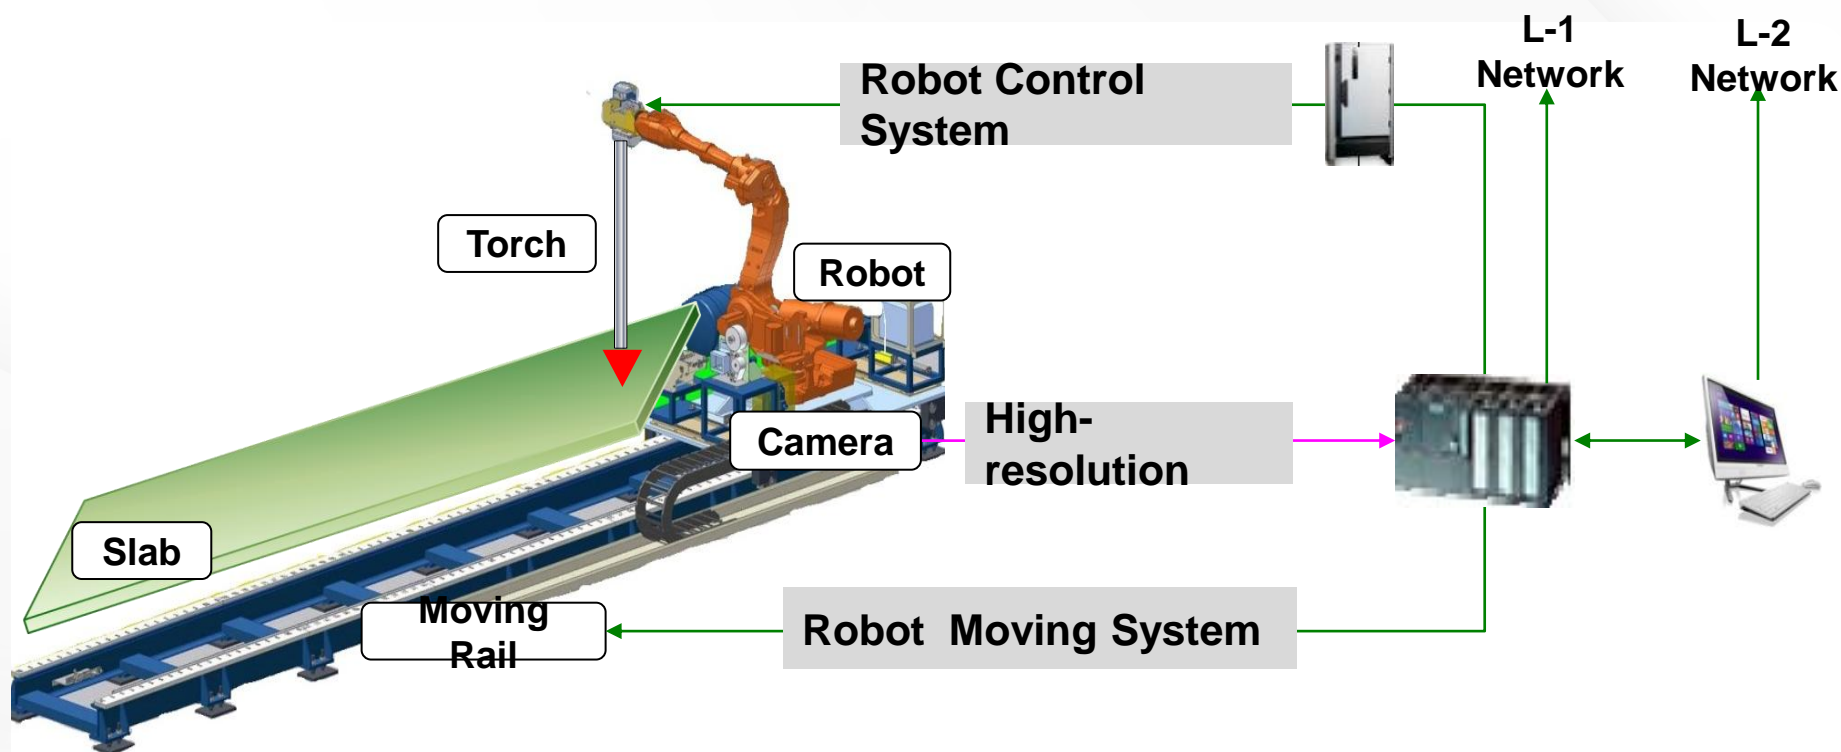 L-1
Network
L-2
Network
Robot Control
System
Torch
Robot
High-
resolution
Camera
Slab
Moving
Rail
Robot  Moving System